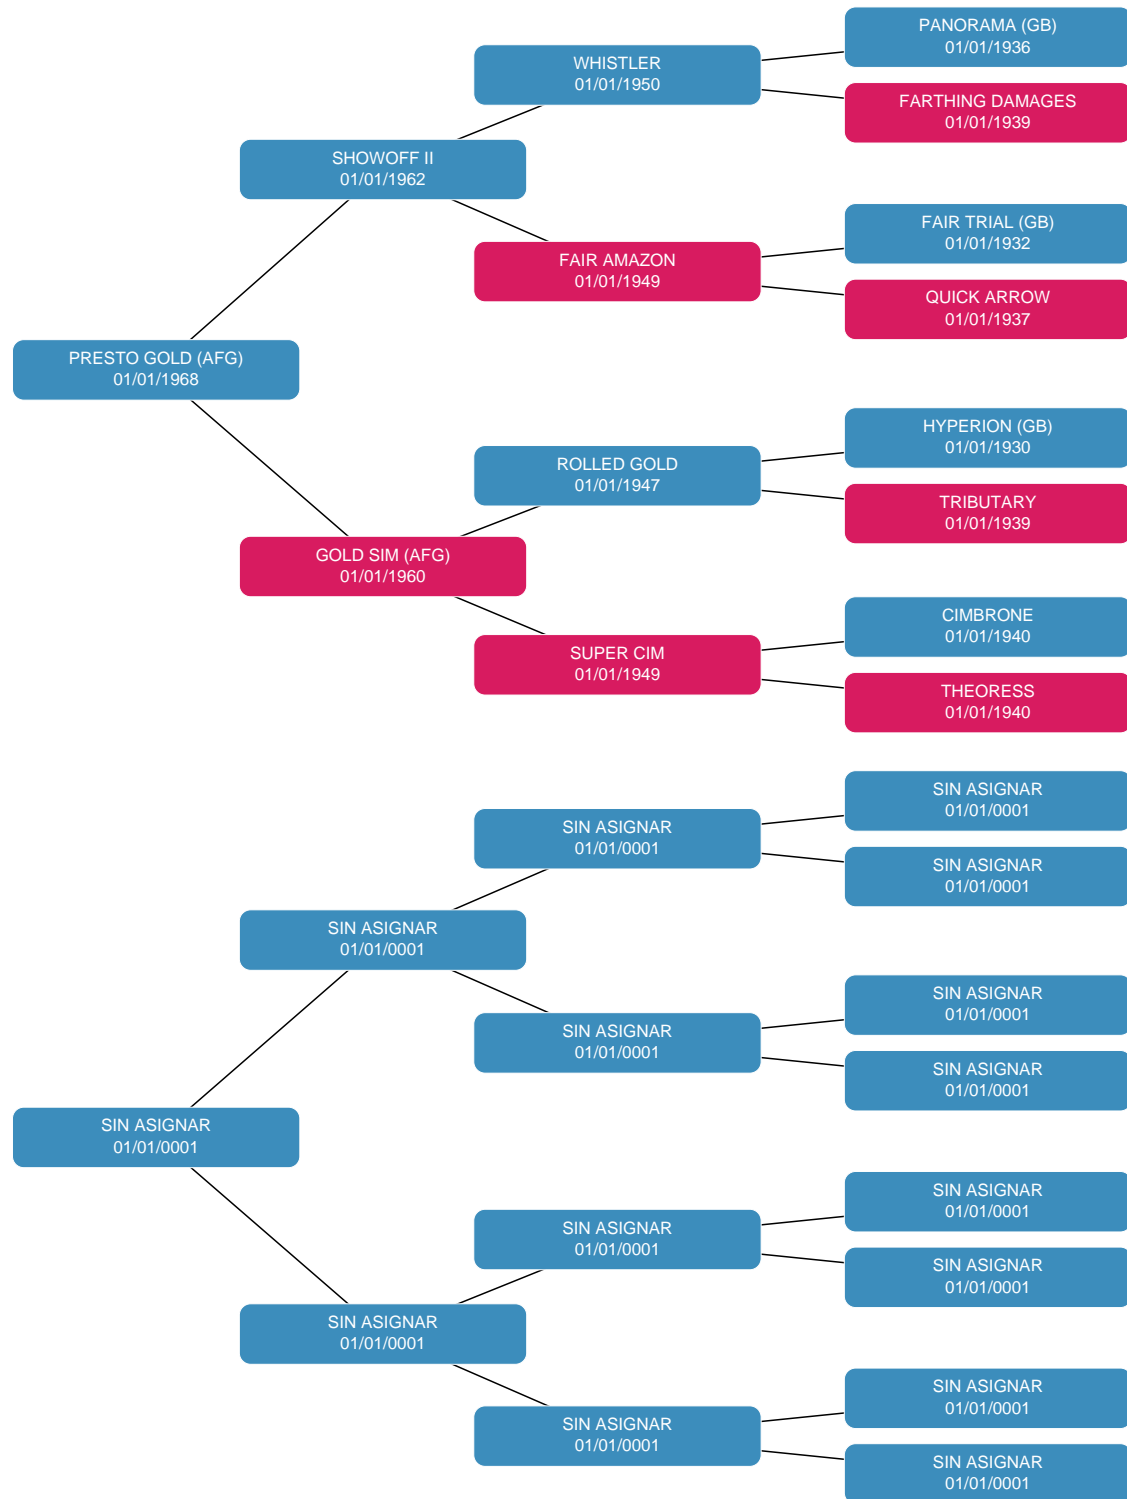 PANORAMA (GB)
01/01/1936
WHISTLER
01/01/1950
FARTHING DAMAGES
01/01/1939
SHOWOFF II
01/01/1962
FAIR TRIAL (GB)
01/01/1932
FAIR AMAZON
01/01/1949
QUICK ARROW
01/01/1937
PRESTO GOLD (AFG)
01/01/1968
HYPERION (GB)
01/01/1930
ROLLED GOLD
01/01/1947
TRIBUTARY
01/01/1939
GOLD SIM (AFG)
01/01/1960
CIMBRONE
01/01/1940
SUPER CIM
01/01/1949
THEORESS
01/01/1940
SIN ASIGNAR
01/01/0001
SIN ASIGNAR
01/01/0001
SIN ASIGNAR
01/01/0001
SIN ASIGNAR
01/01/0001
SIN ASIGNAR
01/01/0001
SIN ASIGNAR
01/01/0001
SIN ASIGNAR
01/01/0001
SIN ASIGNAR
01/01/0001
SIN ASIGNAR
01/01/0001
SIN ASIGNAR
01/01/0001
SIN ASIGNAR
01/01/0001
SIN ASIGNAR
01/01/0001
SIN ASIGNAR
01/01/0001
SIN ASIGNAR
01/01/0001
SIN ASIGNAR
01/01/0001